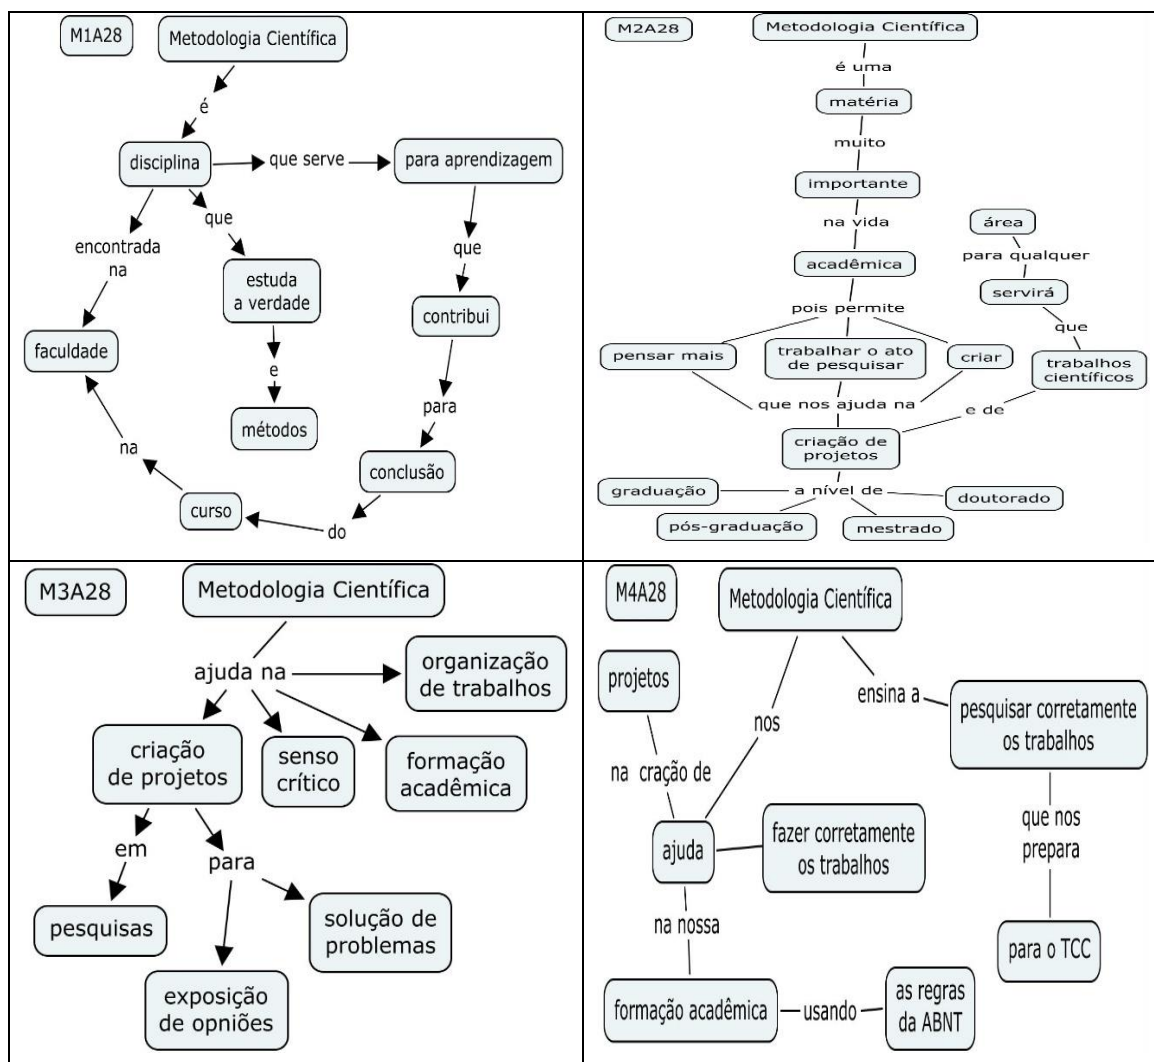 M1A28
Metodologia Científica
é
disciplina
que serve
para aprendizagem
encontrada
na
que
que
estuda
a verdade
contribui
faculdade
e
para
métodos
na
conclusão
curso
do
M2A28
Metodologia Científica
é uma
matéria
muito
importante
na vida
área
para qualquer
acadêmica
servirá
pois permite
que
pensar mais
trabalhar o ato
de pesquisar
criar
trabalhos
científicos
que nos ajuda na
e de
criação de
projetos
graduação
a nível de
doutorado
pós-graduação
mestrado
M3A28
Metodologia Científica
ajuda na
organização
de trabalhos
criação
de projetos
senso
crítico
formação
acadêmica
em
para
pesquisas
solução de
problemas
exposição
de opniões
M4A28
Metodologia Científica
projetos
ensina a
pesquisar corretamente
os trabalhos
nos
na cração de
que nos
prepara
ajuda
fazer corretamente
os trabalhos
na nossa
para o TCC
formação acadêmica
usando
as regras
da ABNT